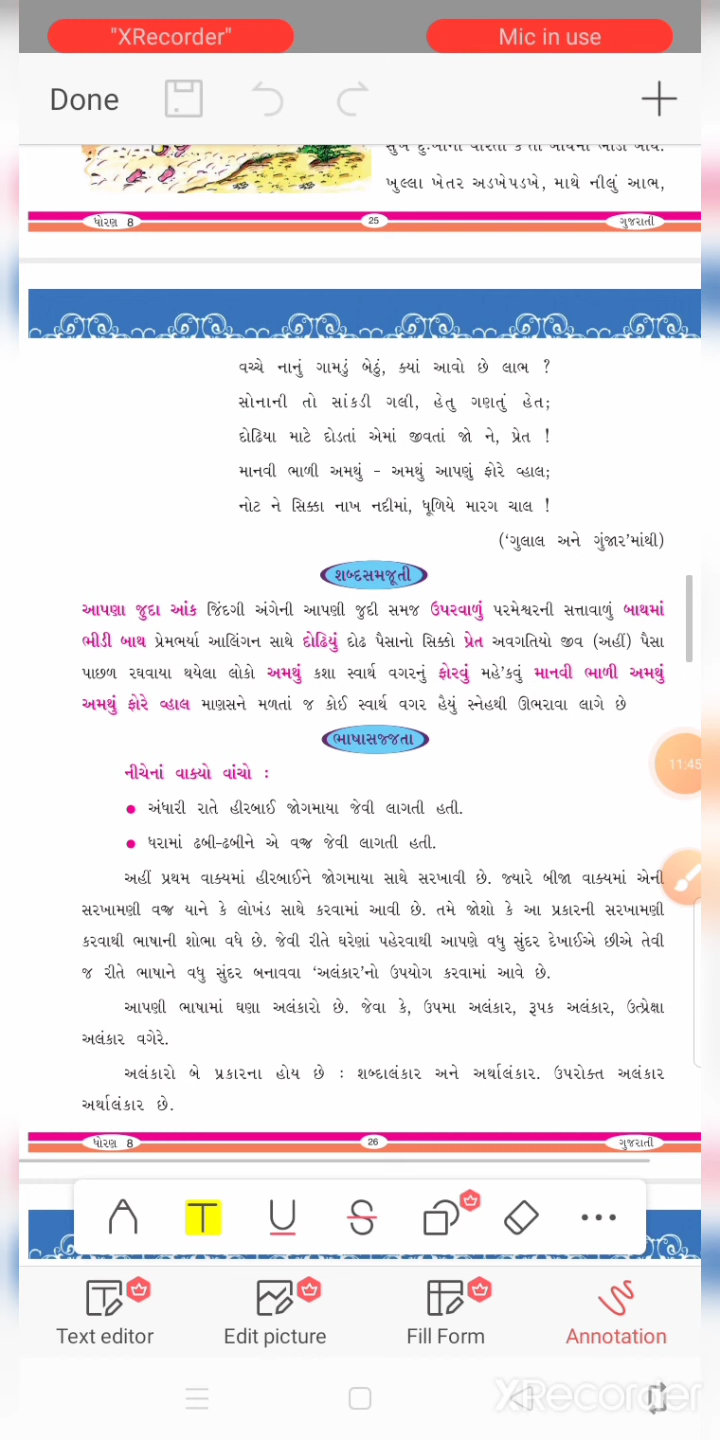 "XRecorder"
Mic in use
Done
ખુલ્લા ખેતર અડખેપડખે, માથે નીલું આભ,
ધોરણ 8
25
ગુજરાતી
વચ્ચે નાનું ગામડું બેઠું, ક્યાં આવો છે લાભ ?
સોનાની તો સાંકડી ગલી, હેતુ ગણતું હેત;
દોઢિયા માટે દોડતાં એમાં જીવતાં જો ને, પ્રેત !
માનવી ભાળી અમથું - અમથું આપણું ફોરે વ્હાલ;
નોટ ને સિક્કા નાખ નદીમાં, ધૂળિયે મારગ ચાલ !
('ગુલાલ અને ગુંજાર'માંથી)
શબ્દસમજૂતી
આપણા જુદા આંક જિંદગી અંગેની આપણી જુદી સમજ ઉપરવાળું પરમેશ્વરની સત્તાવાળું બાથમાં
ભીડી બાથ પ્રેમભર્યા આલિંગન સાથે દોઢિયું દોઢ પૈસાનો સિક્કો પ્રેત અવગતિયો જીવ (અહીં) પૈસા
પાછળ રઘવાયા થયેલા લોકો અમથું કશા સ્વાર્થ વગરનું ફોરવું મહે'કવું માનવી ભાળી અમથું
અમથું ફોરે વ્હાલ માણસને મળતાં જ કોઈ સ્વાર્થ વગર હૈયું સ્નેહથી ઊભરાવા લાગે છે
ભાષાસજ્જતા
નીચેનાં વાક્યો વાંચો :
● અંધારી રાતે હીરબાઈ જોગમાયા જેવી લાગતી હતી.
● ધરામાં ઢબી-ઢબીને એ વજ્ર જેવી લાગતી હતી.
અહીં પ્રથમ વાક્યમાં હીરબાઈને જોગમાયા સાથે સરખાવી છે. જ્યારે બીજા વાક્યમાં એની
સરખામણી વજ્ર યાને કે લોખંડ સાથે કરવામાં આવી છે. તમે જોશો કે આ પ્રકારની સરખામણી
કરવાથી ભાષાની શોભા વધે છે. જેવી રીતે ઘરેણાં પહેરવાથી આપણે વધુ સુંદર દેખાઈએ છીએ તેવી
જ રીતે ભાષાને વધુ સુંદર બનાવવા 'અલંકાર'નો ઉપયોગ કરવામાં આવે છે.
આપણી ભાષામાં ઘણા અલંકારો છે. જેવા કે, ઉપમા અલંકાર, રૂપક અલંકાર, ઉત્પ્રેક્ષા
અલંકાર વગેરે.
અલંકારો બે પ્રકારના હોય છે : શબ્દાલંકાર અને અર્થાલંકાર. ઉપરોક્ત અલંકાર
અર્થાલંકાર છે.
11:45
ધોરણ 8
26
ગુજરાતી
Text editor
Edit picture
Fill Form
Annotation
XRecorder